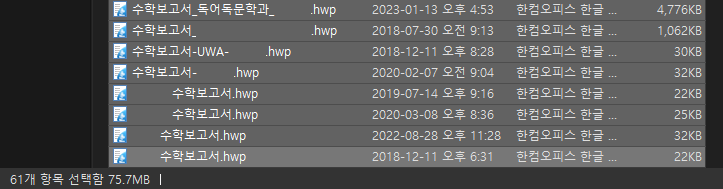 수학보고서_독어독문학과_ .hwp 2023-01-13 오후 4:53 한컴오피스 한글 ... 4,776KB
수학보고서_ .hwp 2018-07-30 오전 9:13 한컴오피스 한글 ... 1,062KB
수학보고서-UWA- .hwp 2018-12-11 오후 8:28 한컴오피스 한글 ... 30KB
수학보고서- .hwp 2020-02-07 오전 9:04 한컴오피스 한글 ... 32KB
수학보고서.hwp 2019-07-14 오후 9:16 한컴오피스 한글 ... 22KB
수학보고서.hwp 2020-03-08 오후 8:36 한컴오피스 한글 ... 25KB
수학보고서.hwp 2022-08-28 오후 11:28 한컴오피스 한글 ... 32KB
수학보고서.hwp 2018-12-11 오후 6:31 한컴오피스 한글 ... 22KB
61개 항목 선택함 75.7MB